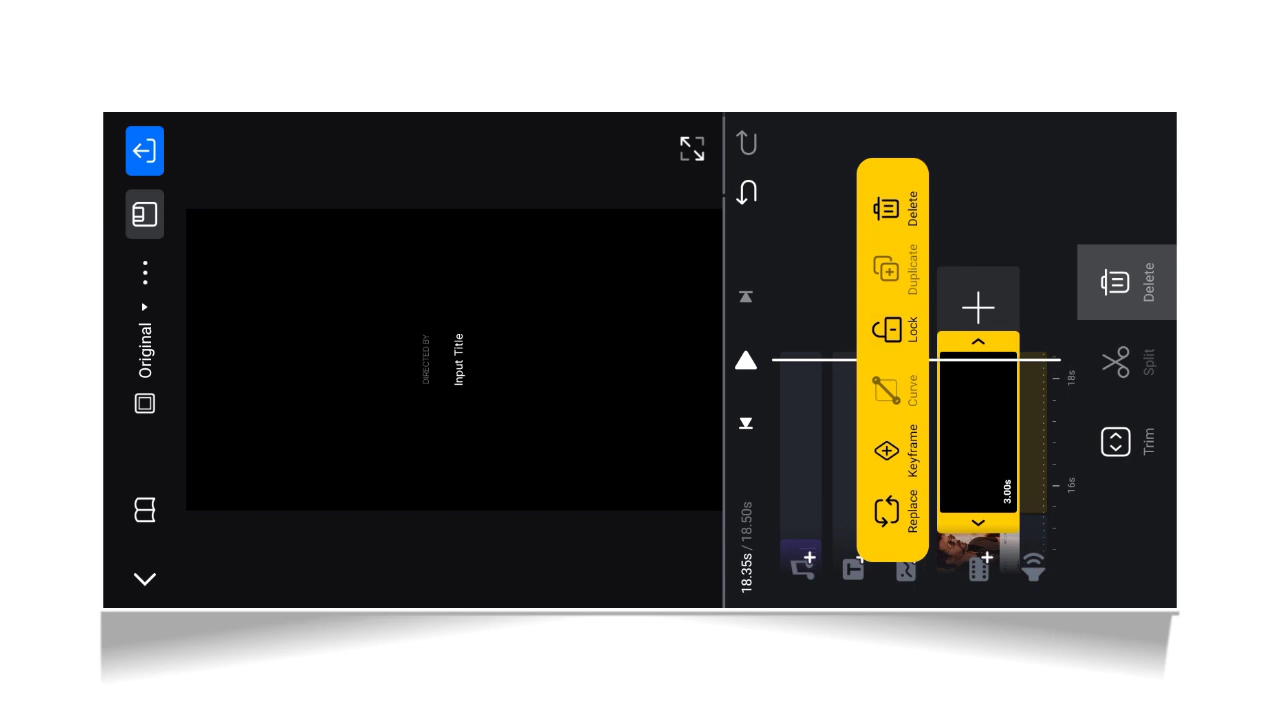 Original
DIRECTED BY
Input Title
18.35s / 18.50s
Replace
Keyframe
Curve
Lock
Duplicate
Delete
3.00s
16s
18s
Trim
Split
Delete